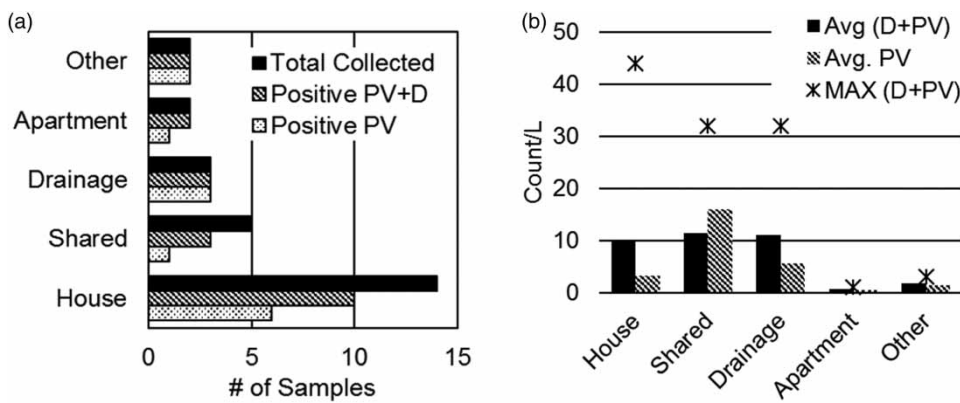 (a)
Other
Apartment
Drainage
Shared
House
Total Collected
Positive PV+D
Positive PV
0 5 10 15
# of Samples
(b)
Avg (D+PV)
Avg. PV
MAX (D+PV)
50
40
30
20
10
0
Count/L
House
Shared
Drainage
Apartment
Other